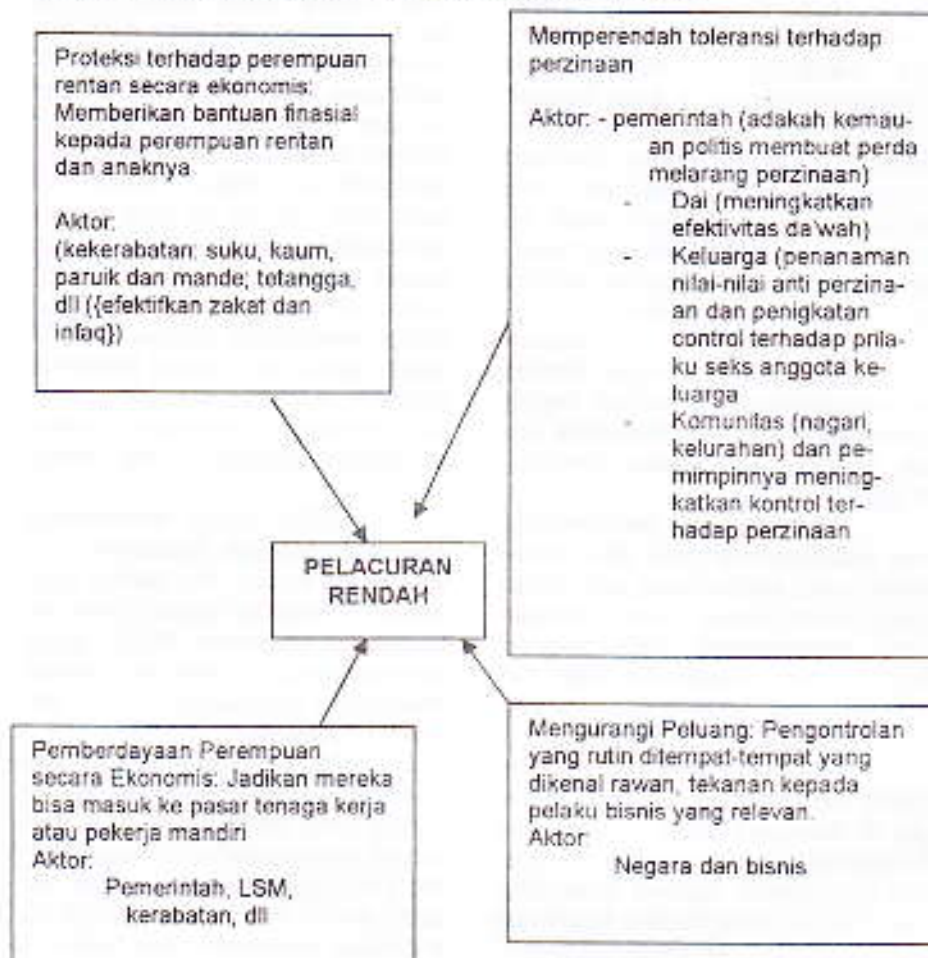 Proteksi terhadap perempuan
rentan secara ekonomis:
Memberikan bantuan finasial
kepada perempuan rentan
dan anaknya
Aktor:
(kekerabatan: suku, kaum,
paruik dan mande; tetangga,
dll ({efektifkan zakat dan
infaq})
Memperendah toleransi terhadap
perzinaan
Aktor: - pemerintah (adakah kemau-
an politis membuat perda
melarang perzinaan)
- Dai (meningkatkan
efektivitas da'wah)
- Keluarga (penanaman
nilai-nilai anti perzina-
an dan penigkatan
control terhadap prila-
ku seks anggota ke-
luarga
- Komunitas (nagari,
kelurahan) dan pe-
mimpinnya mening-
katkan kontrol ter-
hadap perzinaan
PELACURAN
RENDAH
Pemberdayaan Perempuan
secara Ekonomis: Jadikan mereka
bisa masuk ke pasar tenaga kerja
atau pekerja mandiri
Aktor:
Pemerintah, LSM,
kerabatan, dll
Mengurangi Peluang: Pengontrolan
yang rutin ditempat-tempat yang
dikenal rawan, tekanan kepada
pelaku bisnis yang relevan.
Aktor:
Negara dan bisnis